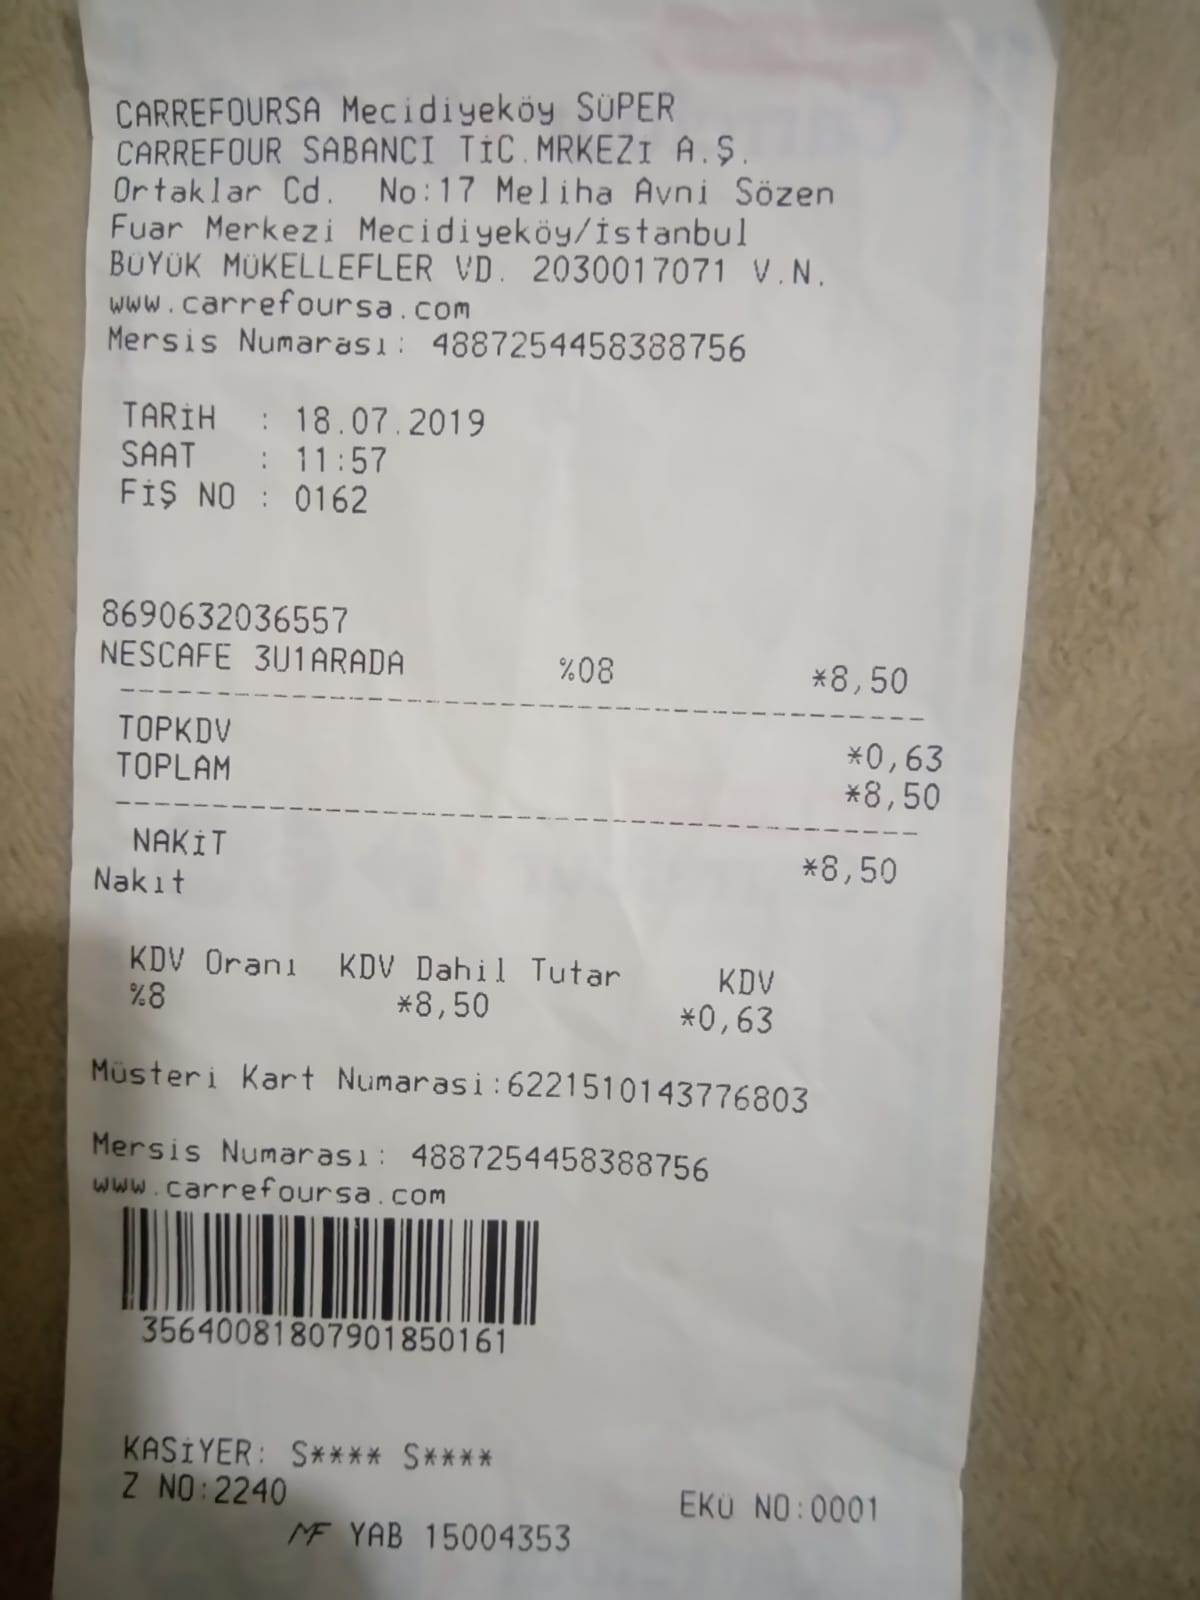 CARREFOURSA Mecidiyeköy SÜPER
CARREFOUR SABANCI TİC.MRKEZİ A.Ş.
Ortaklar Cd. No:17 Meliha Avni Sözen
Fuar Merkezi Mecidiyeköy/İstanbul
BÜYÜK MÜKELLEFLER VD. 2030017071 V.N.
www.carrefoursa.com
Mersis Numarası: 4887254458388756
TARİH : 18.07.2019
SAAT : 11:57
FİŞ NO : 0162
8690632036557
NESCAFE 3U1ARADA %08 *8,50
TOPKDV *0,63
TOPLAM *8,50
NAKİT *8,50
Nakıt
KDV Oranı KDV Dahil Tutar KDV
%8 *8,50 *0,63
Müsteri Kart Numarasi:6221510143776803
Mersis Numarası: 4887254458388756
www.carrefoursa.com
35640081807901850161
KASİYER: S**** S****
Z NO:2240 EKÜ NO:0001
MF YAB 15004353